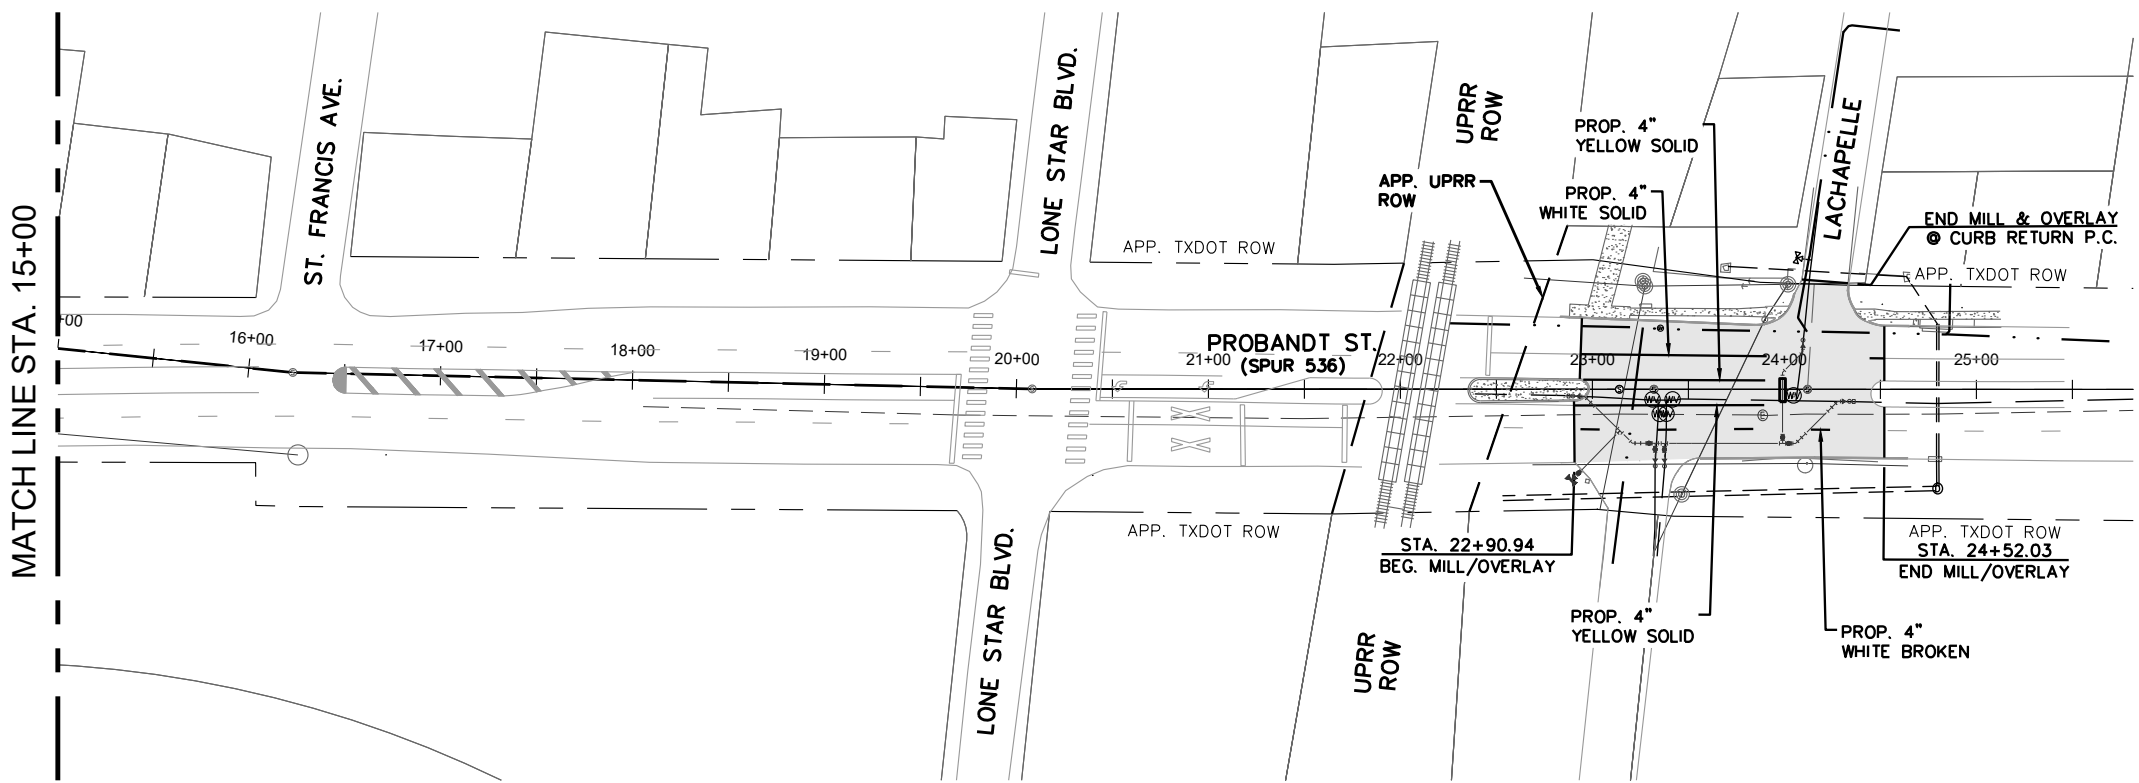 MATCH LINE STA. 15+00
ST. FRANCIS AVE.
LONE STAR BLVD.
UPRR
ROW
PROP. 4"
YELLOW SOLID
APP. UPRR
ROW
PROP. 4"
WHITE SOLID
LACHAPELLE
END MILL & OVERLAY
@ CURB RETURN P.C.
APP. TXDOT ROW
APP. TXDOT ROW
+00
16+00
17+00
18+00
19+00
20+00
21+00
22+00
23+00
24+00
25+00
PROBANDT ST.
(SPUR 536)
LONE STAR BLVD.
APP. TXDOT ROW
STA. 22+90.94
BEG. MILL/OVERLAY
APP. TXDOT ROW
STA. 24+52.03
END MILL/OVERLAY
UPRR
ROW
PROP. 4"
YELLOW SOLID
PROP. 4"
WHITE BROKEN